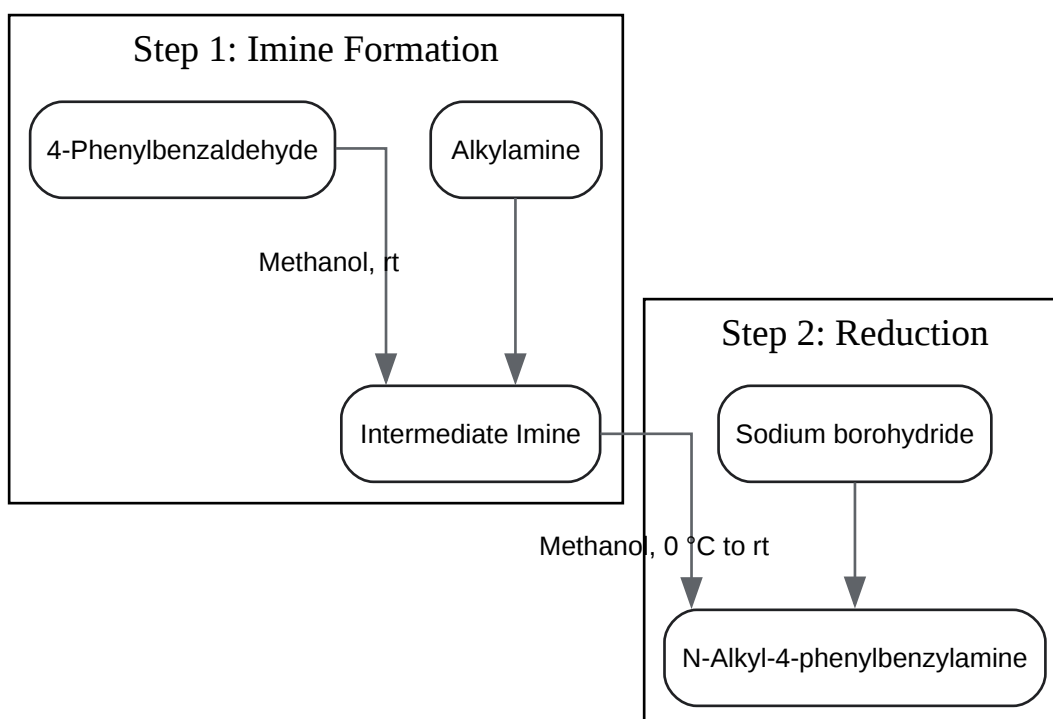 Step 1: Imine Formation
4-Phenylbenzaldehyde
Alkylamine
Methanol, rt
Intermediate Imine
Step 2: Reduction
Sodium borohydride
Methanol, 0 °C to rt
N-Alkyl-4-phenylbenzylamine